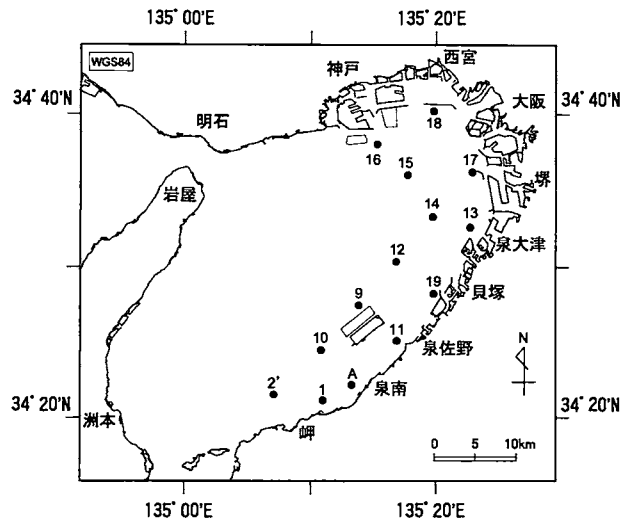 135° 00'E
135° 20'E
WGS84
西宮
神戸
34° 40'N
34° 40'N
大阪
明石
18
16
15
17
堺
岩屋
14
13
泉大津
12
19
貝塚
9
10
11
泉佐野
N
A
2'
1
泉南
34° 20'N
34° 20'N
洲本
岬
0 5 10km
135° 00'E
135° 20'E